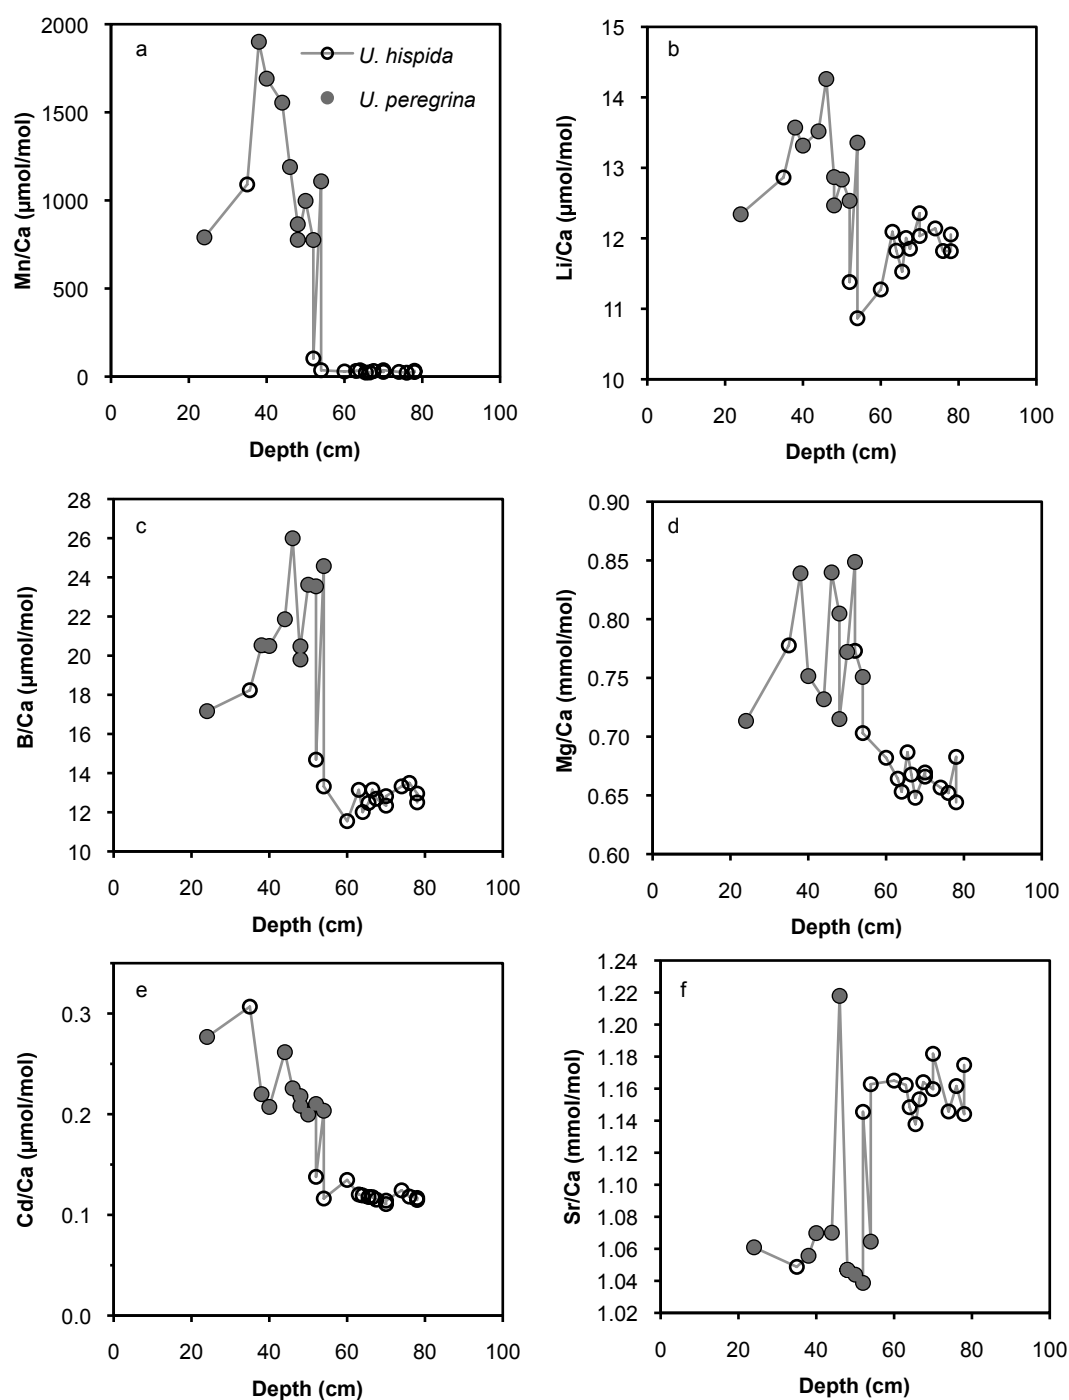 a
U. hispida
U. peregrina
2000
1500
1000
500
0
0 20 40 60 80 100
Mn/Ca (µmol/mol)
Depth (cm)
b
15
14
13
12
11
10
0 20 40 60 80 100
Li/Ca (µmol/mol)
Depth (cm)
c
28
26
24
22
20
18
16
14
12
10
0 20 40 60 80 100
B/Ca (µmol/mol)
Depth (cm)
d
0.90
0.85
0.80
0.75
0.70
0.65
0.60
0 20 40 60 80 100
Mg/Ca (mmol/mol)
Depth (cm)
e
0.3
0.2
0.1
0.0
0 20 40 60 80 100
Cd/Ca (µmol/mol)
Depth (cm)
f
1.24
1.22
1.20
1.18
1.16
1.14
1.12
1.10
1.08
1.06
1.04
1.02
0 20 40 60 80 100
Sr/Ca (mmol/mol)
Depth (cm)